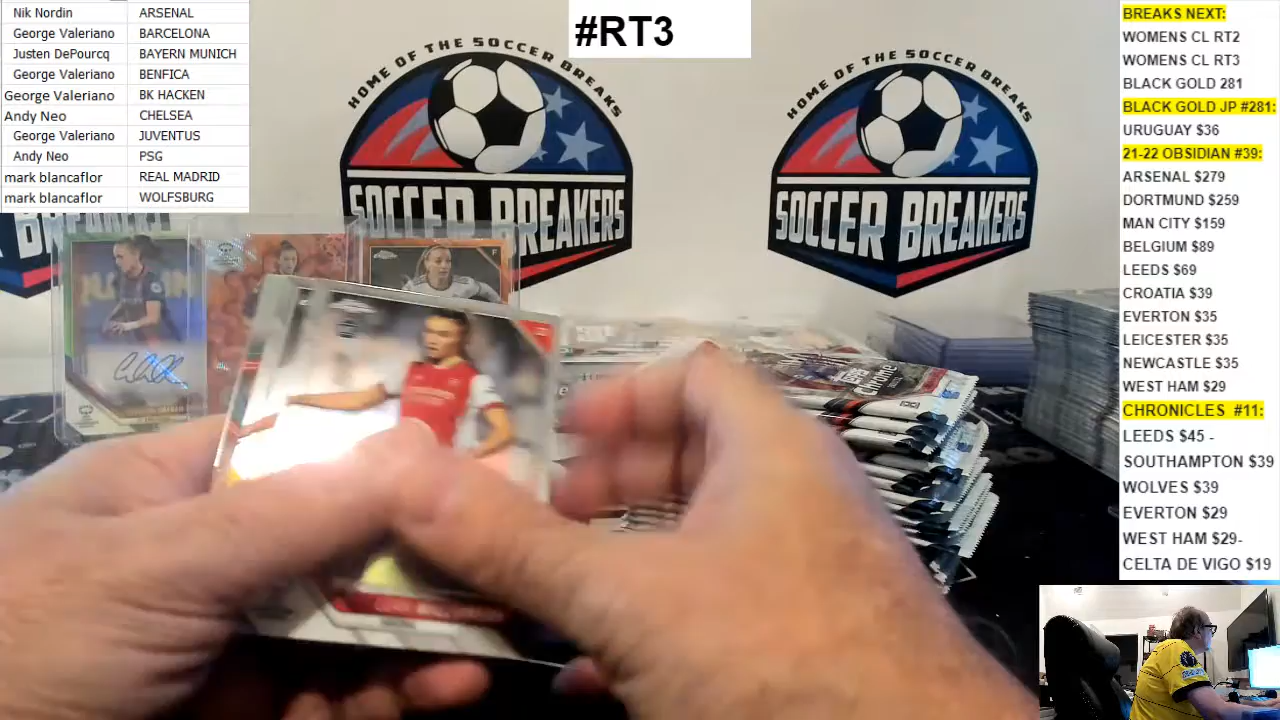 Nik Nordin ARSENAL
George Valeriano BARCELONA
Justen DePourcq BAYERN MUNICH
George Valeriano BENFICA
George Valeriano BK HACKEN
Andy Neo CHELSEA
George Valeriano JUVENTUS
Andy Neo PSG
mark blancaflor REAL MADRID
mark blancaflor WOLFSBURG
#RT3
HOME OF THE SOCCER BREAKS
SOCCER BREAKERS
HOME OF THE SOCCER BREAKS
SOCCER BREAKERS
Chrome
BREAKS NEXT:
WOMENS CL RT2
WOMENS CL RT3
BLACK GOLD 281
BLACK GOLD JP #281:
URUGUAY $36
21-22 OBSIDIAN #39:
ARSENAL $279
DORTMUND $259
MAN CITY $159
BELGIUM $89
LEEDS $69
CROATIA $39
EVERTON $35
LEICESTER $35
NEWCASTLE $35
WEST HAM $29
CHRONICLES #11:
LEEDS $45 -
SOUTHAMPTON $39
WOLVES $39
EVERTON $29
WEST HAM $29-
CELTA DE VIGO $19